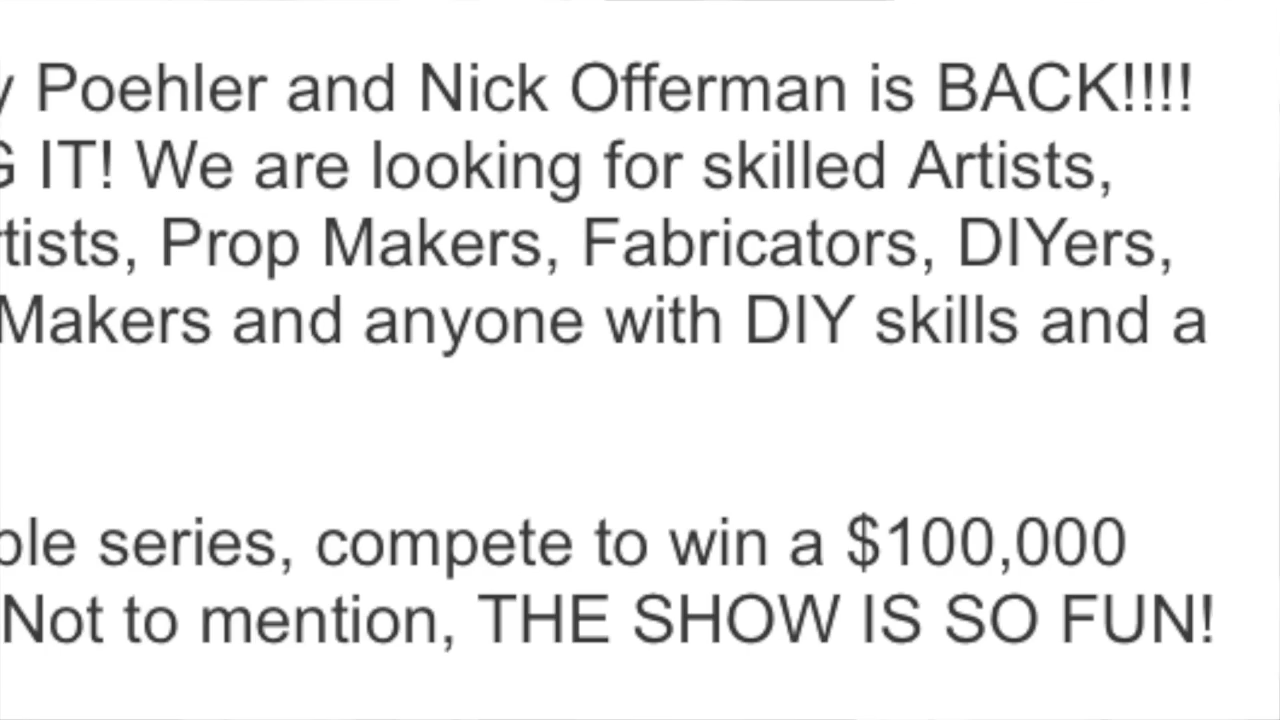 y Poehler and Nick Offerman is BACK!!!!
G IT! We are looking for skilled Artists,
tists, Prop Makers, Fabricators, DIYers,
Makers and anyone with DIY skills and a
ble series, compete to win a $100,000
Not to mention, THE SHOW IS SO FUN!